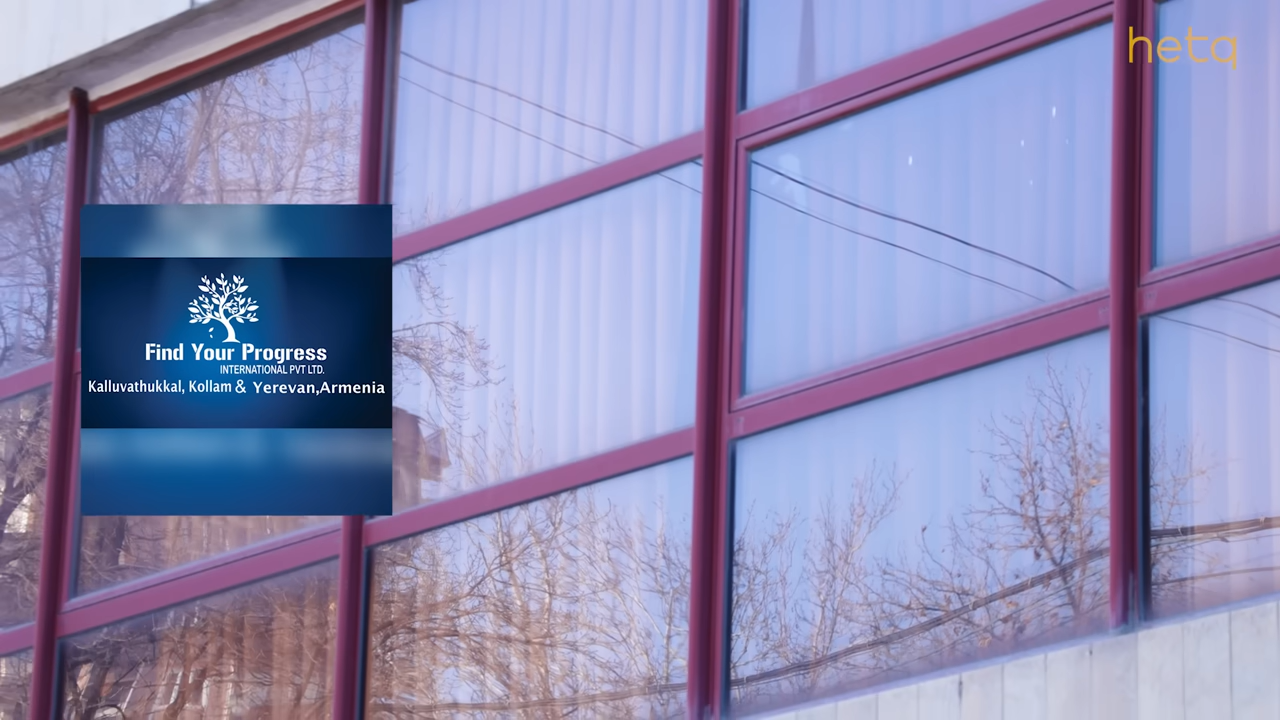 hetq
Find Your Progress
INTERNATIONAL PVT LTD.
Kalluvathukkal, Kollam & Yerevan,Armenia